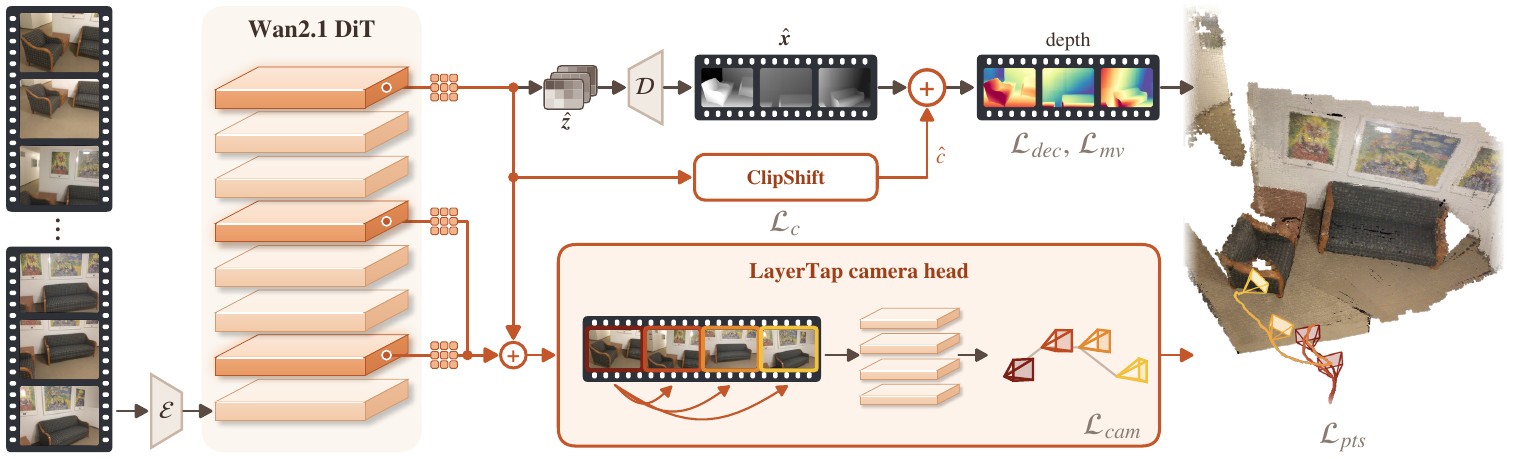 Wan2.1 DiT
ℰ
ẑ
𝒟
x̂
+
depth
ℒ_dec, ℒ_mv
ĉ
ClipShift
ℒ_c
+
LayerTap camera head
ℒ_cam
ℒ_pts